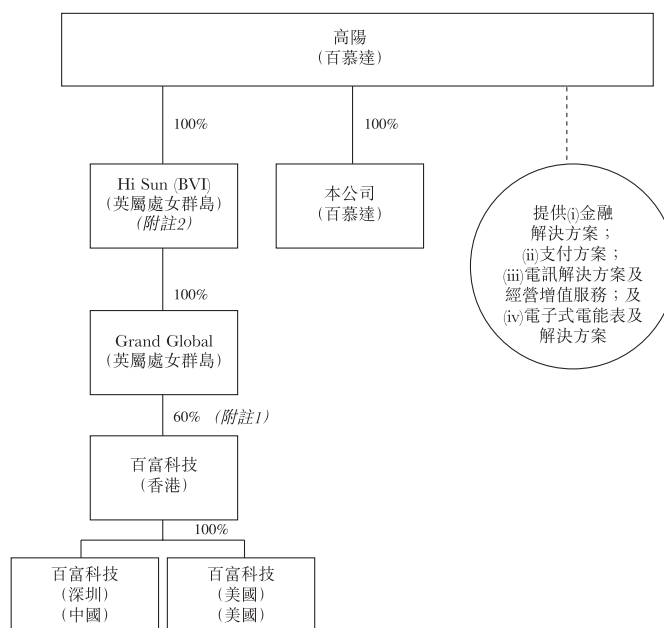 高陽
(百慕達)
100%
100%
Hi Sun (BVI)
(英屬處女群島)
(附註2)
本公司
(百慕達)
提供(i)金融
解決方案；
(ii)支付方案；
(iii)電訊解決方案及
經營增值服務；及
(iv)電子式電能表及
解決方案
100%
Grand Global
(英屬處女群島)
60% (附註1)
百富科技
(香港)
100%
百富科技
(深圳)
(中國)
百富科技
(美國)
(美國)